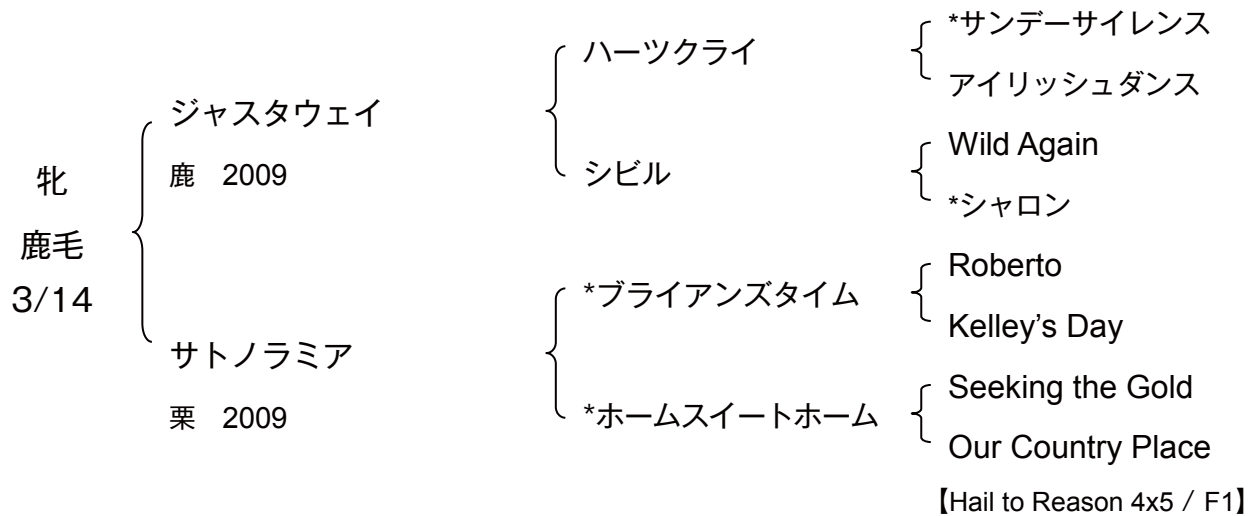 牝
鹿毛
3/14
ジャスタウェイ
鹿 2009
サトノラミア
栗 2009
ハーツクライ
シビル
*ブライアンズタイム
*ホームスイートホーム
*サンデーサイレンス
アイリッシュダンス
Wild Again
*シャロン
Roberto
Kelley's Day
Seeking the Gold
Our Country Place
【Hail to Reason 4x5 / F1】